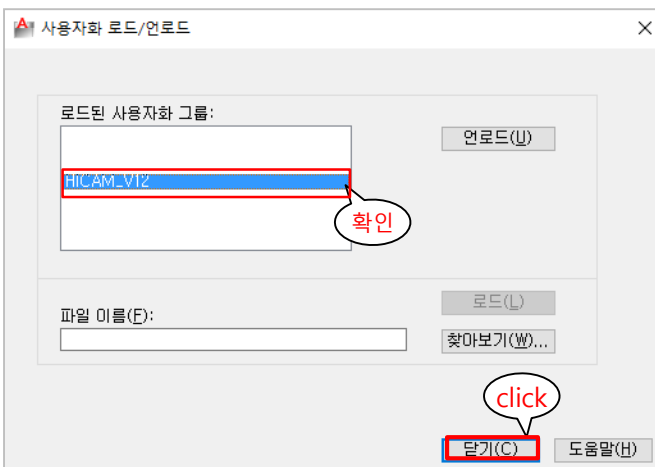 사용자화 로드/언로드
로드된 사용자화 그룹:
언로드(U)
HICAM_V12
확인
로드(L)
파일 이름(F):
찾아보기(W)...
click
닫기(C)
도움말(H)